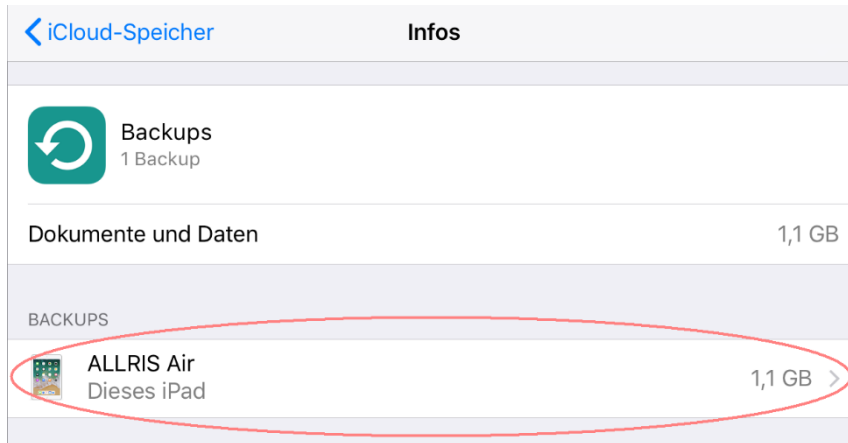 iCloud-Speicher
Infos
Backups
1 Backup
Dokumente und Daten 1,1 GB
BACKUPS
ALLRIS Air
Dieses iPad
1,1 GB